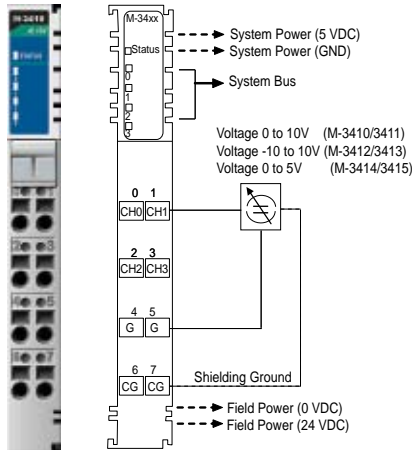 M-3410
M-34xx
Status
0
1
2
3
System Power (5 VDC)
System Power (GND)
System Bus
Voltage 0 to 10V (M-3410/3411)
Voltage -10 to 10V (M-3412/3413)
Voltage 0 to 5V (M-3414/3415)
0 1
CH0 CH1
2 3
CH2 CH3
4 5
G G
6 7
CG CG
Shielding Ground
Field Power (0 VDC)
Field Power (24 VDC)